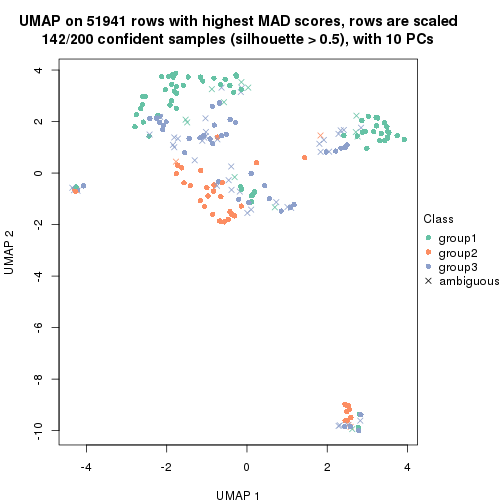 UMAP on 51941 rows with highest MAD scores, rows are scaled
142/200 confident samples (silhouette > 0.5), with 10 PCs
4
2
0
-2
-4
-6
-8
-10
UMAP 2
-4
-2
0
2
4
UMAP 1
Class
group1
group2
group3
ambiguous